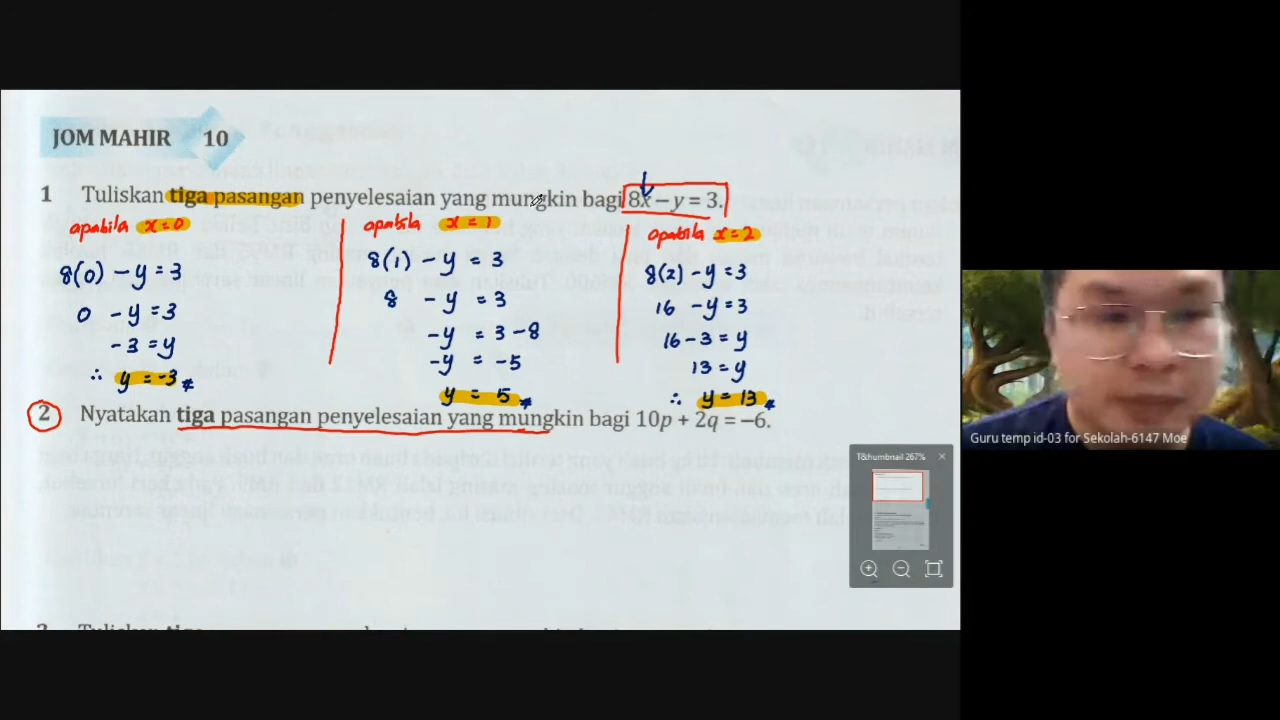 JOM MAHIR 10
1 Tuliskan tiga pasangan penyelesaian yang mungkin bagi 8x − y = 3.
apabila x = 0
8(0) − y = 3
0 − y = 3
−3 = y
∴ y = −3 *
apabila x = 1
8(1) − y = 3
8 − y = 3
−y = 3 − 8
−y = −5
y = 5 *
apabila x = 2
8(2) − y = 3
16 − y = 3
16 − 3 = y
13 = y
∴ y = 13 *
2 Nyatakan tiga pasangan penyelesaian yang mungkin bagi 10p + 2q = −6.
Guru temp id-03 for Sekolah-6147 Moe
T8humbnail 267%